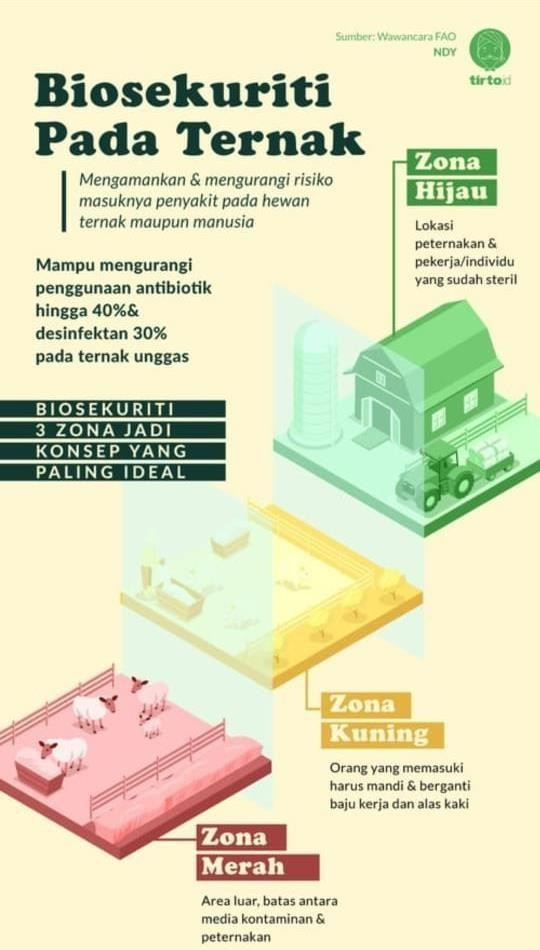 Sumber: Wawancara FAO
NDY
tirto.id
Biosekuriti
Pada Ternak
Mengamankan & mengurangi risiko
masuknya penyakit pada hewan
ternak maupun manusia
Zona
Hijau
Lokasi
peternakan &
pekerja/individu
yang sudah steril
Mampu mengurangi
penggunaan antibiotik
hingga 40%&
desinfektan 30%
pada ternak unggas
BIOSEKURITI
3 ZONA JADI
KONSEP YANG
PALING IDEAL
Zona
Kuning
Orang yang memasuki
harus mandi & berganti
baju kerja dan alas kaki
Zona
Merah
Area luar, batas antara
media kontaminan &
peternakan